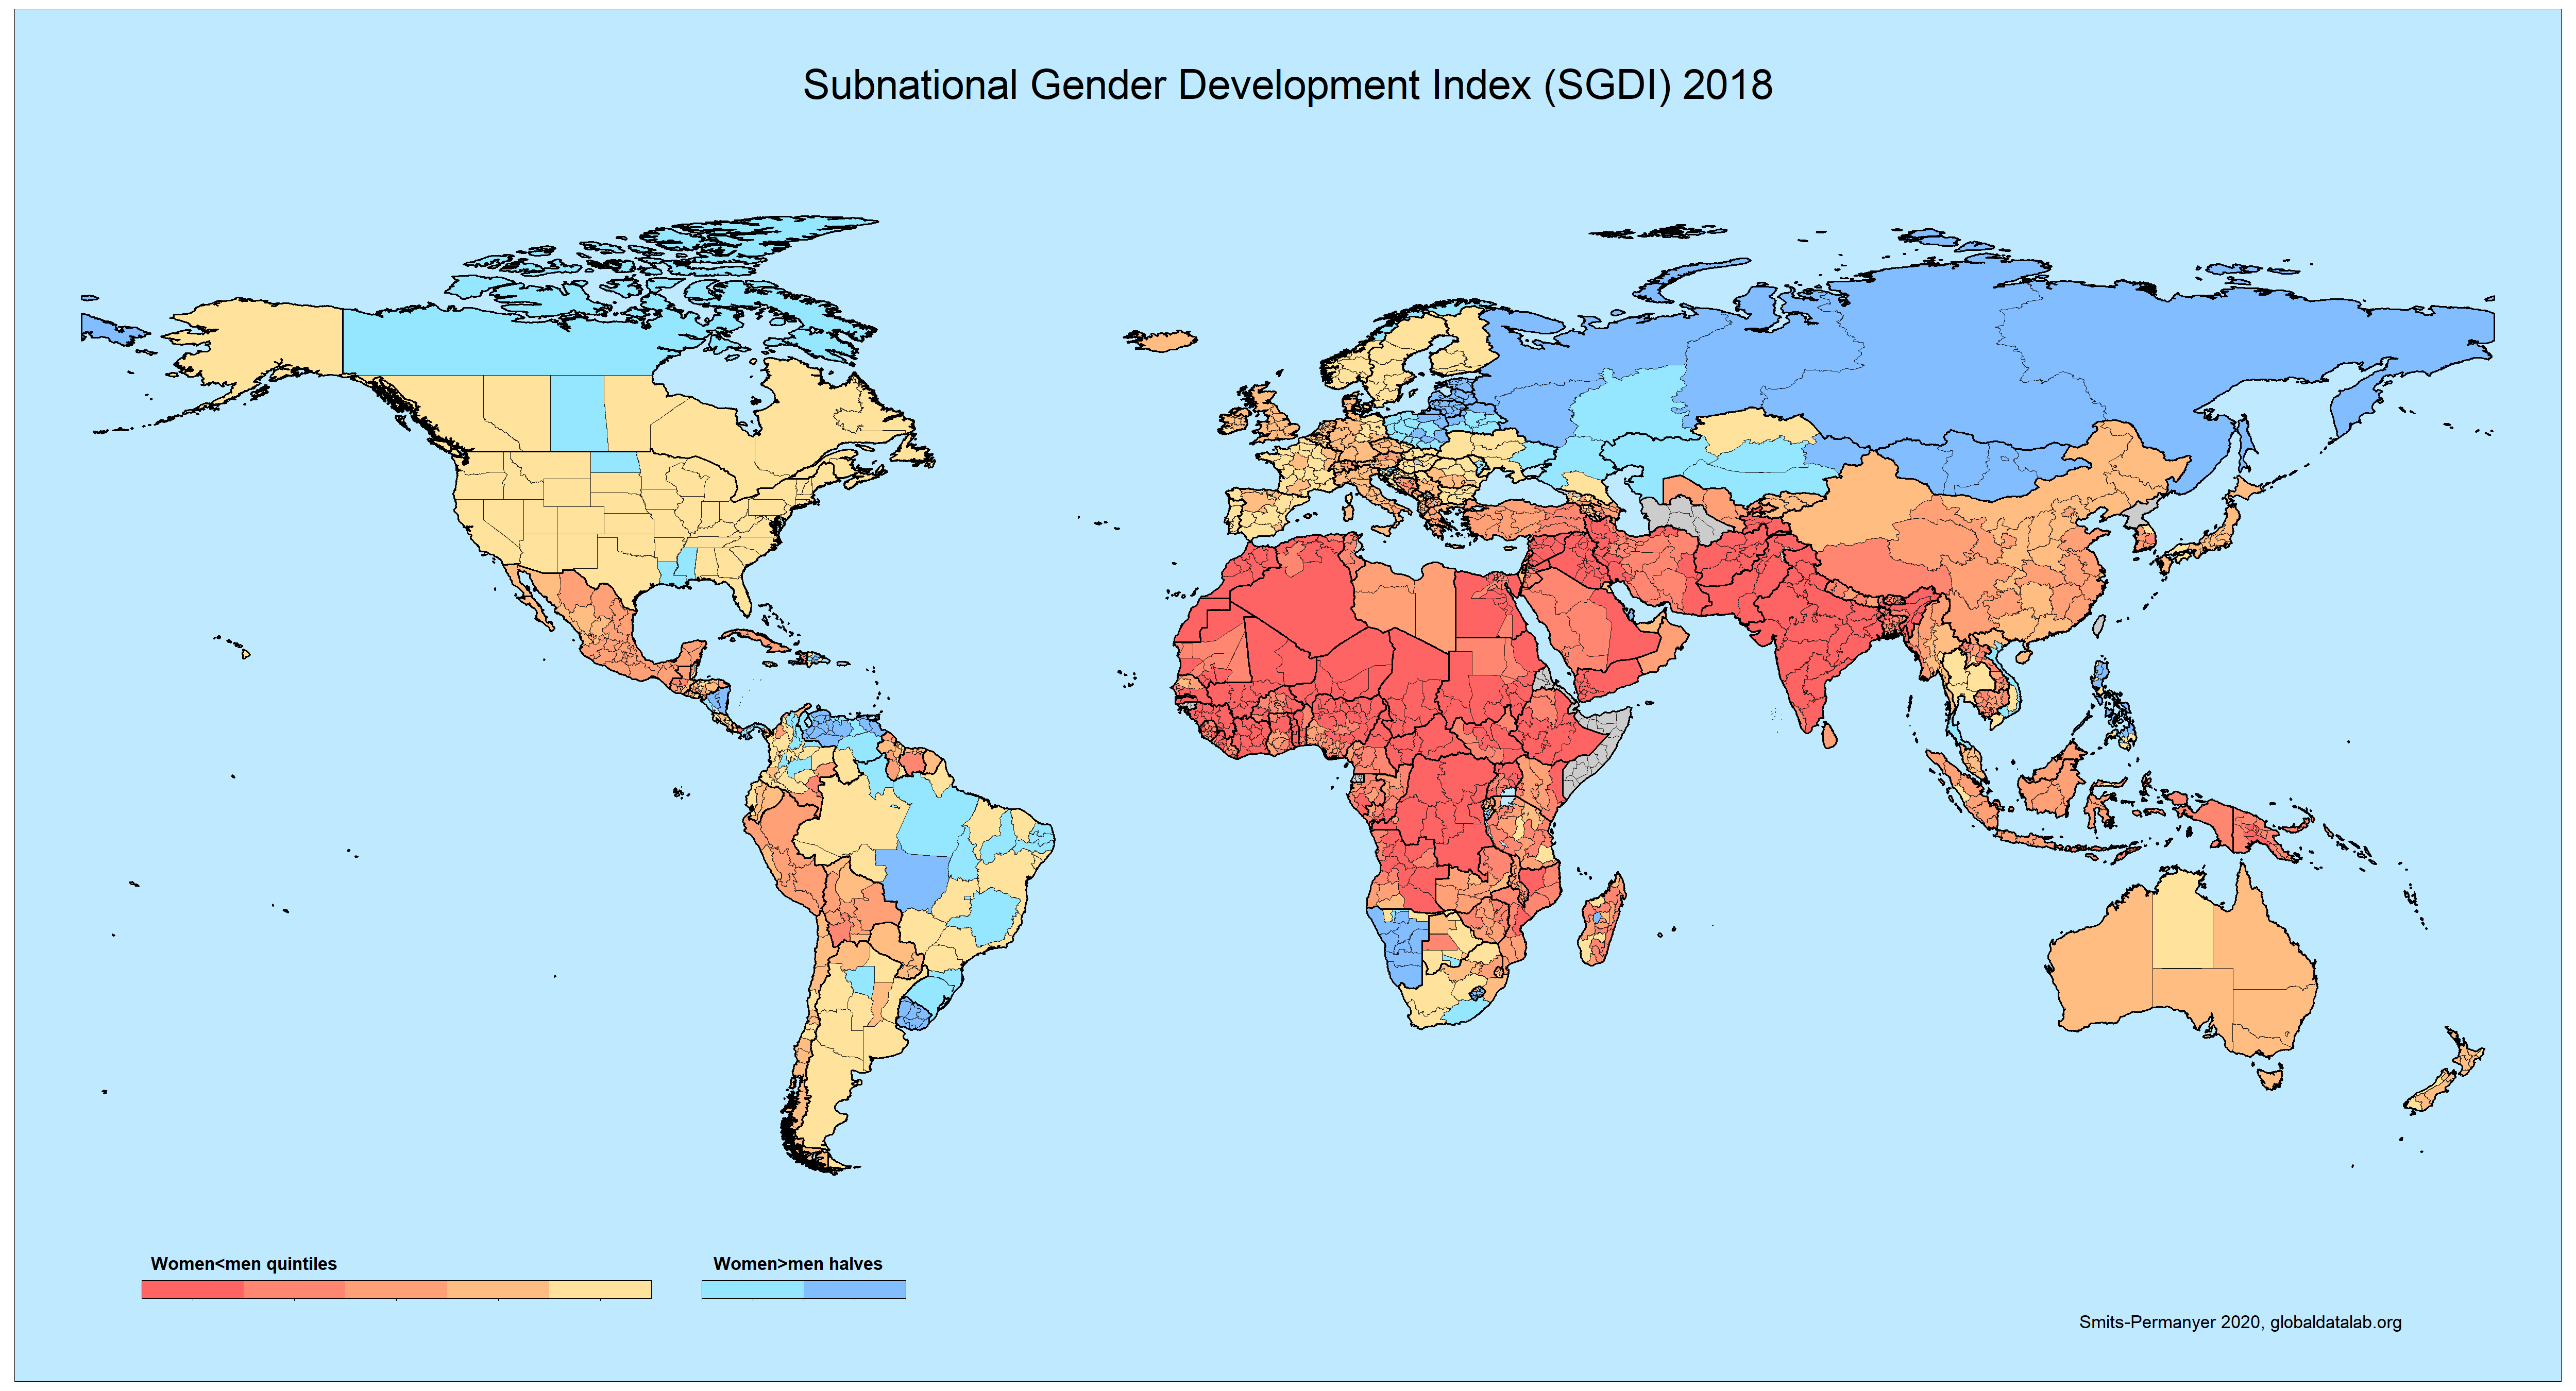 Subnational Gender Development Index (SGDI) 2018
Women<men quintiles
Women>men halves
Smits-Permanyer 2020, globaldatalab.org